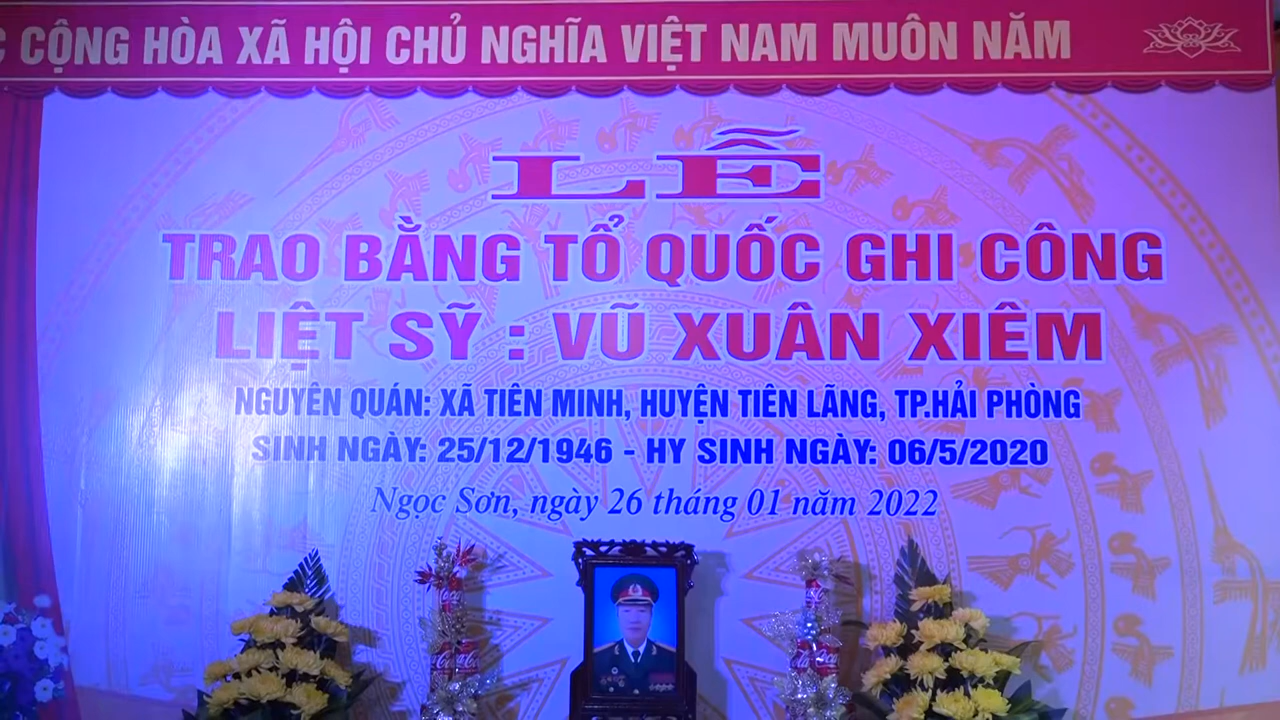 CỘNG HÒA XÃ HỘI CHỦ NGHĨA VIỆT NAM MUÔN NĂM
LỄ
TRAO BẰNG TỔ QUỐC GHI CÔNG
LIỆT SỸ : VŨ XUÂN XIÊM
NGUYÊN QUÁN: XÃ TIÊN MINH, HUYỆN TIÊN LÃNG, TP.HẢI PHÒNG
SINH NGÀY: 25/12/1946 - HY SINH NGÀY: 06/5/2020
Ngọc Sơn, ngày 26 tháng 01 năm 2022